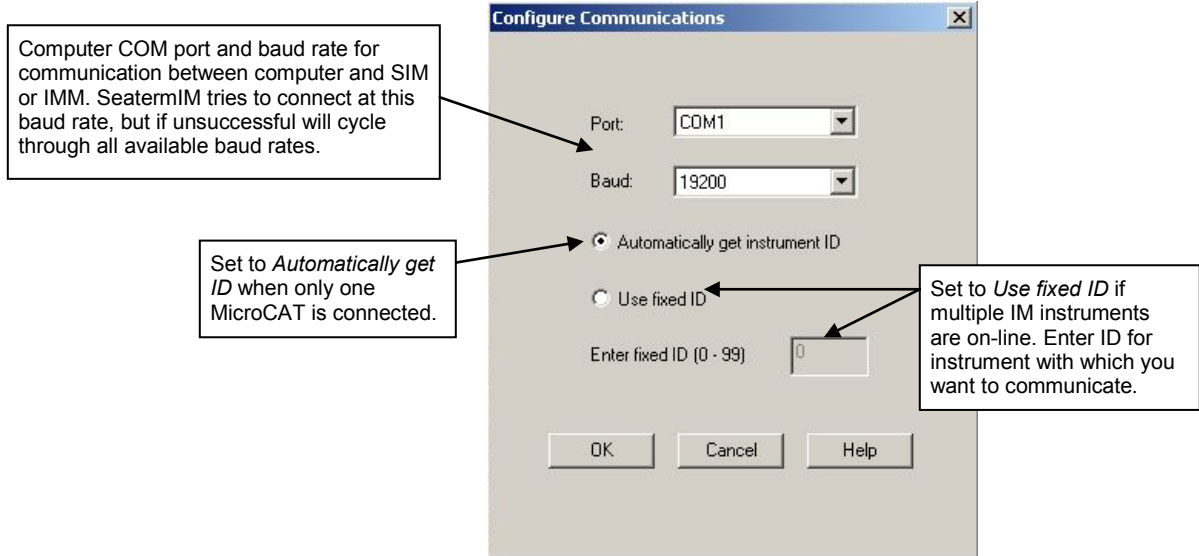 Configure Communications
Computer COM port and baud rate for
communication between computer and SIM
or IMM. SeatermIM tries to connect at this
baud rate, but if unsuccessful will cycle
through all available baud rates.
Port: COM1
Baud: 19200
Automatically get instrument ID
Set to Automatically get
ID when only one
MicroCAT is connected.
Use fixed ID
Enter fixed ID (0 - 99) 0
Set to Use fixed ID if
multiple IM instruments
are on-line. Enter ID for
instrument with which you
want to communicate.
OK Cancel Help